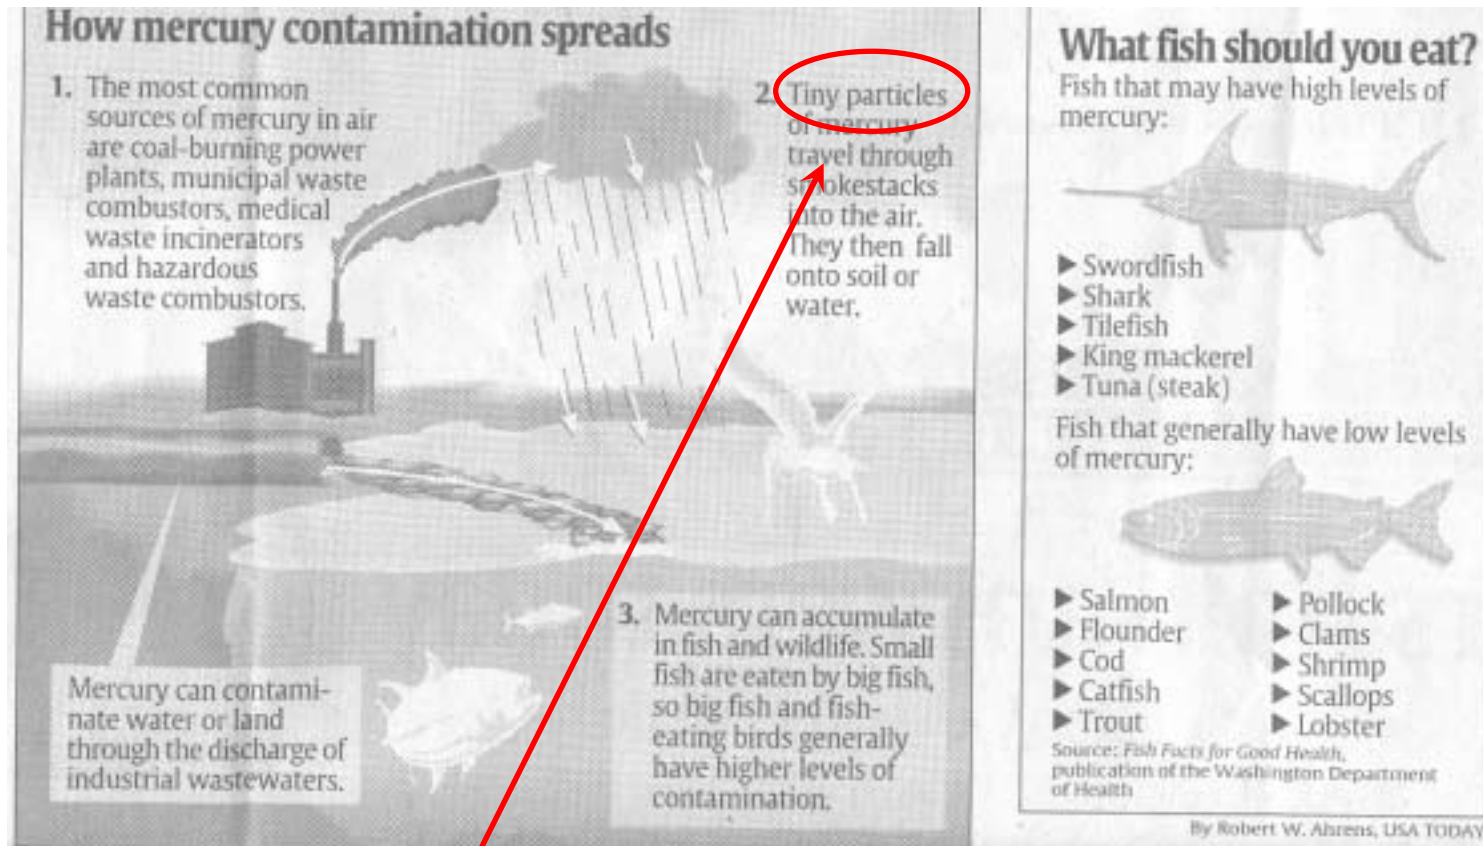 How mercury contamination spreads
1. The most common
sources of mercury in air
are coal-burning power
plants, municipal waste
combustors, medical
waste incinerators
and hazardous
waste combustors.
2. Tiny particles
of mercury
travel through
smokestacks
into the air.
They then fall
onto soil or
water.
3. Mercury can accumulate
in fish and wildlife. Small
fish are eaten by big fish,
so big fish and fish-
eating birds generally
have higher levels of
contamination.
Mercury can contami-
nate water or land
through the discharge of
industrial wastewaters.
What fish should you eat?
Fish that may have high levels of
mercury:
▶ Swordfish
▶ Shark
▶ Tilefish
▶ King mackerel
▶ Tuna (steak)
Fish that generally have low levels
of mercury:
▶ Salmon
▶ Flounder
▶ Cod
▶ Catfish
▶ Trout
▶ Pollock
▶ Clams
▶ Shrimp
▶ Scallops
▶ Lobster
Source: Fish Facts for Good Health,
publication of the Washington Department
of Health
By Robert W. Ahrens, USA TODAY